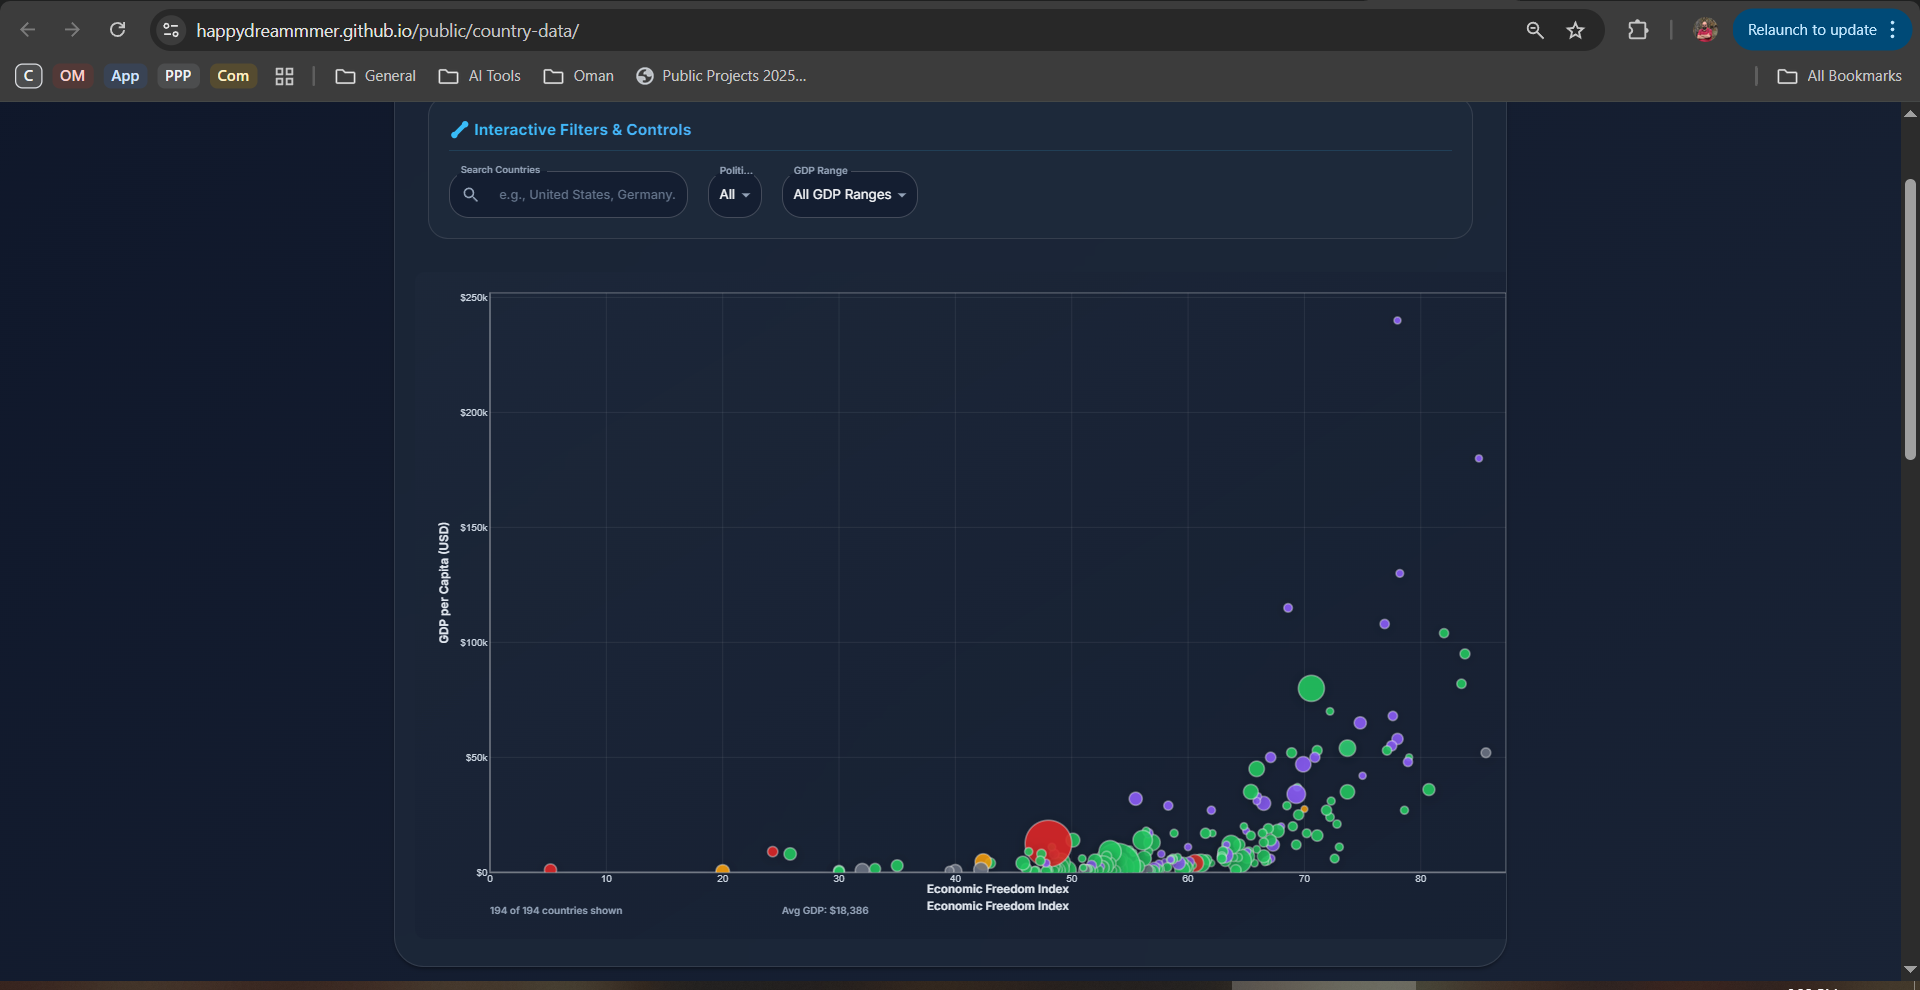 happydreammmer.github.io/public/country-data/
Relaunch to update
C OM App PPP Com General AI Tools Oman Public Projects 2025... All Bookmarks
Interactive Filters & Controls
Search Countries
e.g., United States, Germany.
Politi...
All
GDP Range
All GDP Ranges
GDP per Capita (USD)
$250k
$200k
$150k
$100k
$50k
$0
0 10 20 30 40 50 60 70 80
Economic Freedom Index
Economic Freedom Index
194 of 194 countries shown
Avg GDP: $18,386